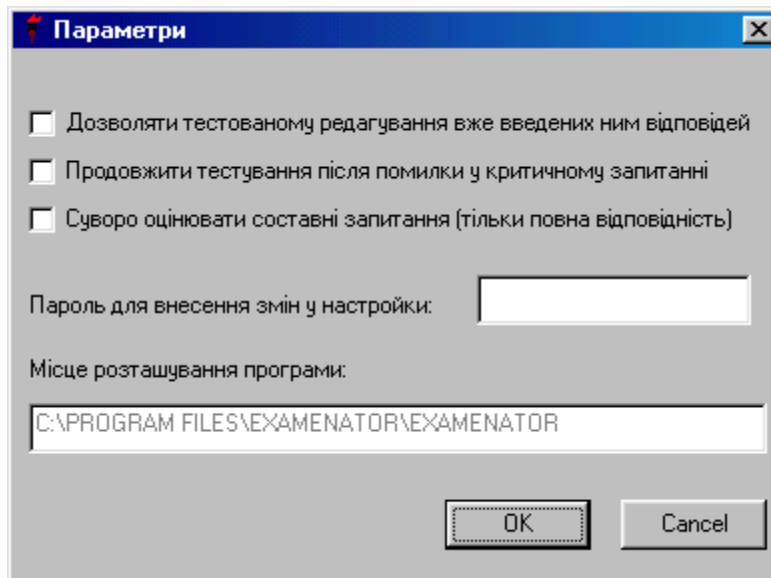 Параметри
Дозволяти тестованому редагування вже введених ним відповідей
Продовжити тестування після помилки у критичному запитанні
Суворо оцінювати составні запитання (тільки повна відповідність)
Пароль для внесення змін у настройки:
Місце розташування програми:
C:\PROGRAM FILES\EXAMENATOR\EXAMENATOR
OK Cancel